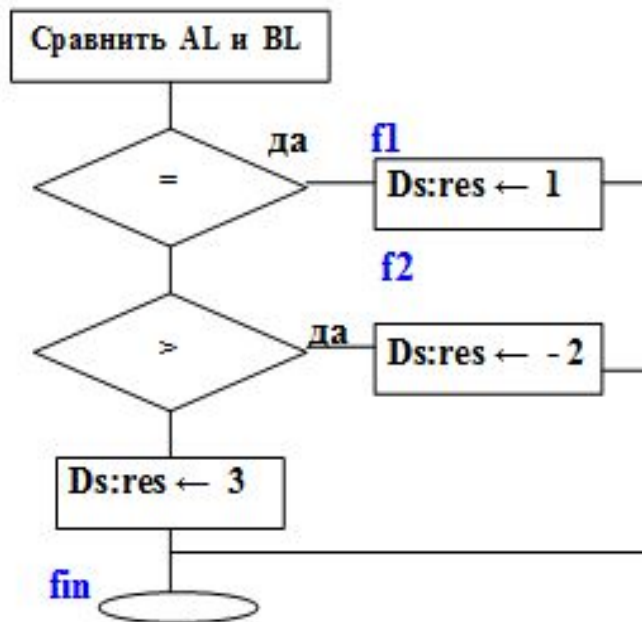 Сравнить AL и BL
да f1
=
Ds:res ← 1
f2
>
да
Ds:res ← -2
Ds:res ← 3
fin